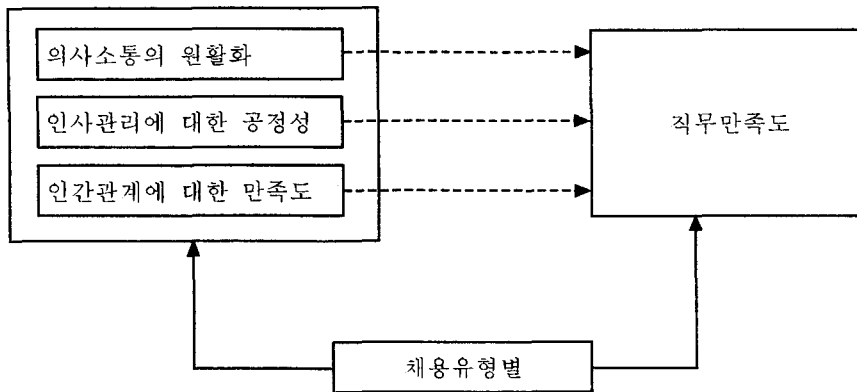 의사소통의 원활화
인사관리에 대한 공정성
직무만족도
인간관계에 대한 만족도
채용유형별